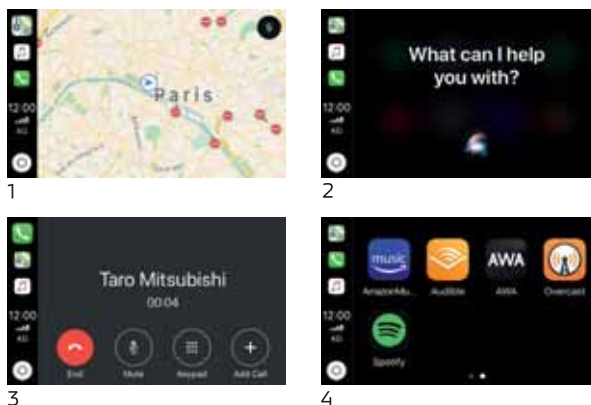 12:00
4G
Paris
S
1
12:00
4G
What can I help
you with?
2
12:00
4G
Taro Mitsubishi
00:04
End
Mute
Keypad
Add Call
3
12:00
4G
music
AmazonMu...
Audible
AWA
AWA
Overcast
Spotify
4